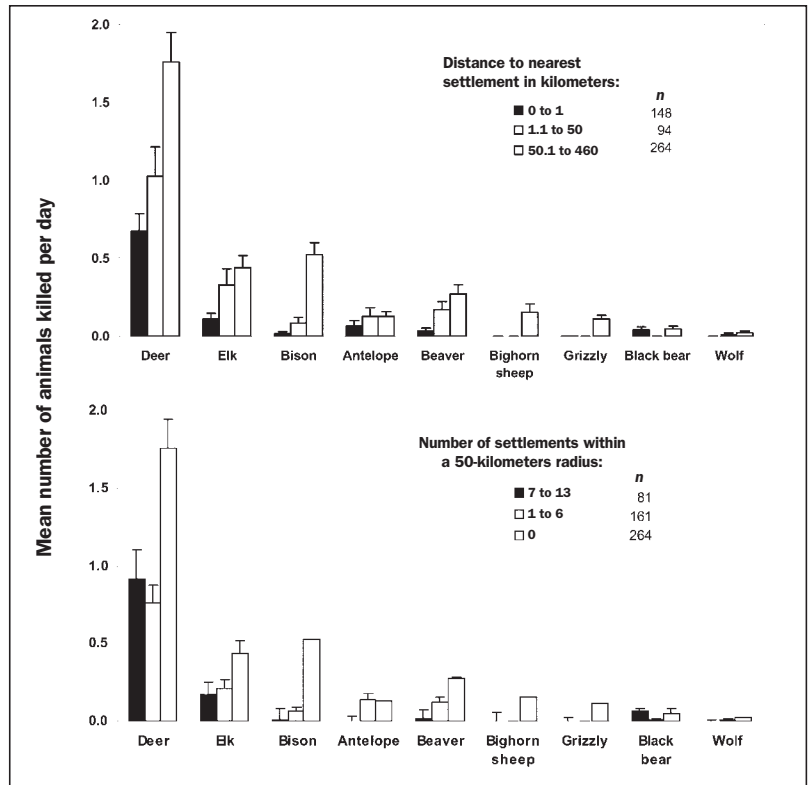 Mean number of animals killed per day
2.0
1.5
1.0
0.5
0.0
Distance to nearest
settlement in kilometers:
n
0 to 1 148
1.1 to 50 94
50.1 to 460 264
Deer Elk Bison Antelope Beaver Bighorn sheep Grizzly Black bear Wolf
2.0
1.5
1.0
0.5
0.0
Number of settlements within
a 50-kilometers radius:
n
7 to 13 81
1 to 6 161
0 264
Deer Elk Bison Antelope Beaver Bighorn sheep Grizzly Black bear Wolf